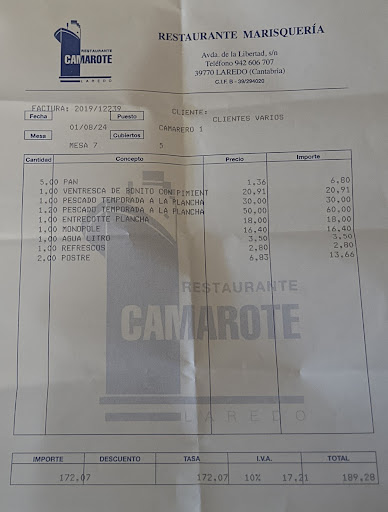 RESTAURANTE
CAMAROTE
LAREDO
RESTAURANTE MARISQUERÍA
Avda. de la Libertad, s/n
Teléfono 942 606 707
39770 LAREDO (Cantabria)
C.I.F. B - 39/294020
FACTURA: 2019/12239
CLIENTE:
CLIENTES VARIOS
Fecha Puesto
01/08/24 CAMARERO 1
Mesa Cubiertos
MESA 7 5
Cantidad Concepto Precio Importe
5.00 PAN 1,36 6,80
1.00 VENTRESCA DE BONITO CONFPIMIENT 20,91 20,91
1.00 PESCADO TEMPORADA A LA PLANCHA 30,00 30,00
1.20 PESCADO TEMPORADA A LA PLANCHA 50,00 60,00
1.00 ENTRECOTTE PLANCHA 18,00 18,00
1.00 MONOPOLE 16,40 16,40
1.00 AGUA LITRO 3,50 3,50
1.00 REFRESCOS 2,80 2,80
2.00 POSTRE 6,83 13,66
RESTAURANTE
CAMAROTE
LAREDO
IMPORTE DESCUENTO TASA I.V.A. TOTAL
172,07 172,07 10% 17,21 189,28